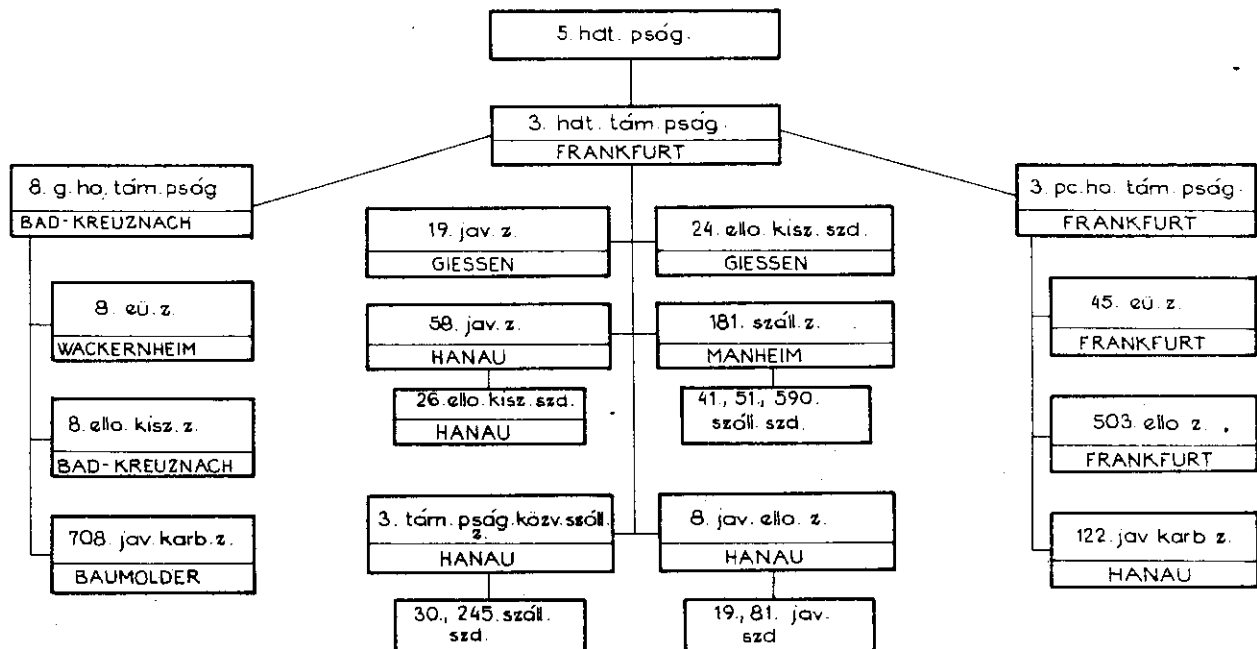 5. hdt. pság.
3. hdt. tám. pság.
FRANKFURT
8. g. ho. tám. pság
BAD-KREUZNACH
8. eü. z.
WACKERNHEIM
8. ello. kisz. z.
BAD-KREUZNACH
708. jav. karb. z.
BAUMOLDER
19. jav. z.
GIESSEN
24. ello. kisz. szd.
GIESSEN
58. jav. z.
HANAU
181. száll. z.
MANHEIM
26. ello. kisz. szd.
HANAU
41., 51., 590.
száll. szd.
3. tám. pság. közv. száll.
z.
HANAU
8. jav. ello. z.
HANAU
30., 245. száll.
szd.
19., 81. jav.
szd
3. pc. ho. tám. pság.
FRANKFURT
45. eü. z.
FRANKFURT
503. ello z.
FRANKFURT
122. jav karb z.
HANAU